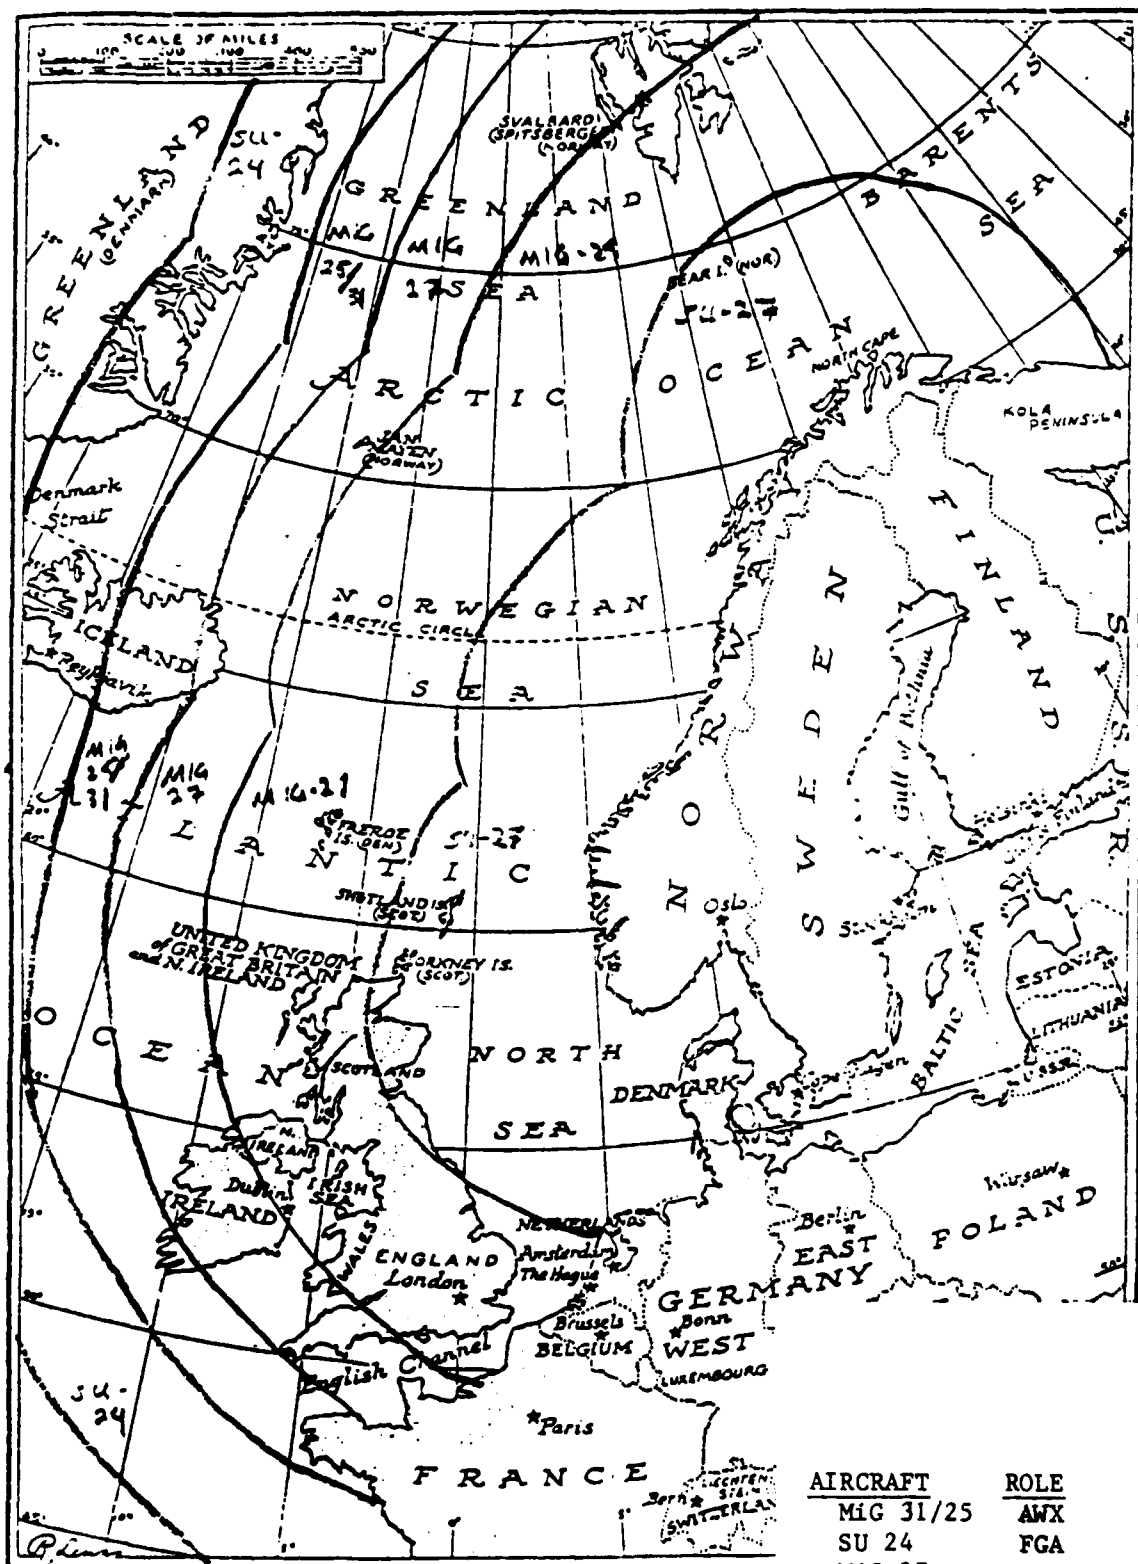 SCALE OF MILES
GREENLAND
(DENMARK)
SU-
24
SVALBARD
(SPITSBERGEN)
(NORWAY)
BARENTS
SEA
GREENLAND
SEA
MiG
25/
31
MIG
27
MIG-21
BEAR I. (NOR)
SU-27
ARCTIC OCEAN
NORTH CAPE
KOLA
PENINSULA
JAN
MAYEN
(NORWAY)
Denmark
Strait
NORWEGIAN
ARCTIC CIRCLE
SEA
ICELAND
Reykjavik
FINLAND
SWEDEN
NORWAY
Gulf of Bothnia
U.S.S.R.
MiG
25/
31
MIG
27
MIG-21
FAEROE
IS. (DEN)
SU-27
ATLANTIC
OCEAN
SHETLAND IS.
(SCOT)
ORKNEY IS.
(SCOT.)
UNITED KINGDOM
of GREAT BRITAIN
and N. IRELAND
SCOTLAND
Oslo
ESTONIA
LITHUANIA
U.S.S.R.
BALTIC SEA
NORTH
SEA
DENMARK
N.
IRELAND
Dublin
IRELAND
IRISH
SEA
WALES
ENGLAND
London
NETHERLANDS
Amsterdam
The Hague
Brussels
BELGIUM
Berlin
EAST
GERMANY
Bonn
WEST
LUXEMBOURG
Warsaw
POLAND
English Channel
Paris
FRANCE
Bern
SWITZERLAND
LIECHTEN-
STEIN
SU-
24
AIRCRAFT ROLE
MiG 31/25 AWX
SU 24 FGA